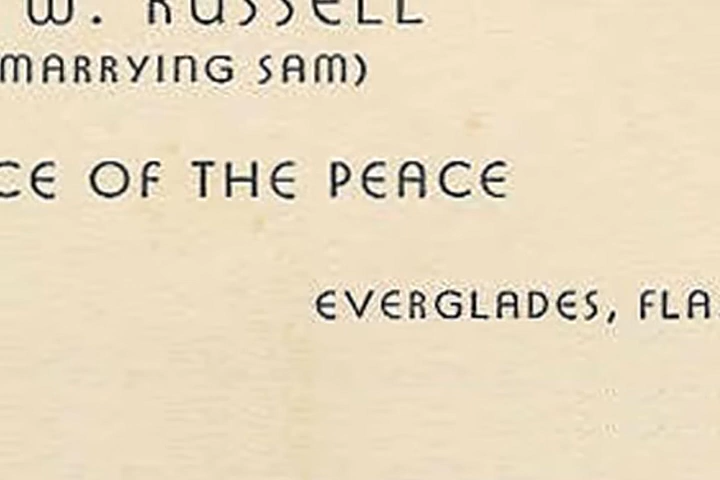 W. RUSSELL
MARRYING SAM)
CE OF THE PEACE
EVERGLADES, FLA